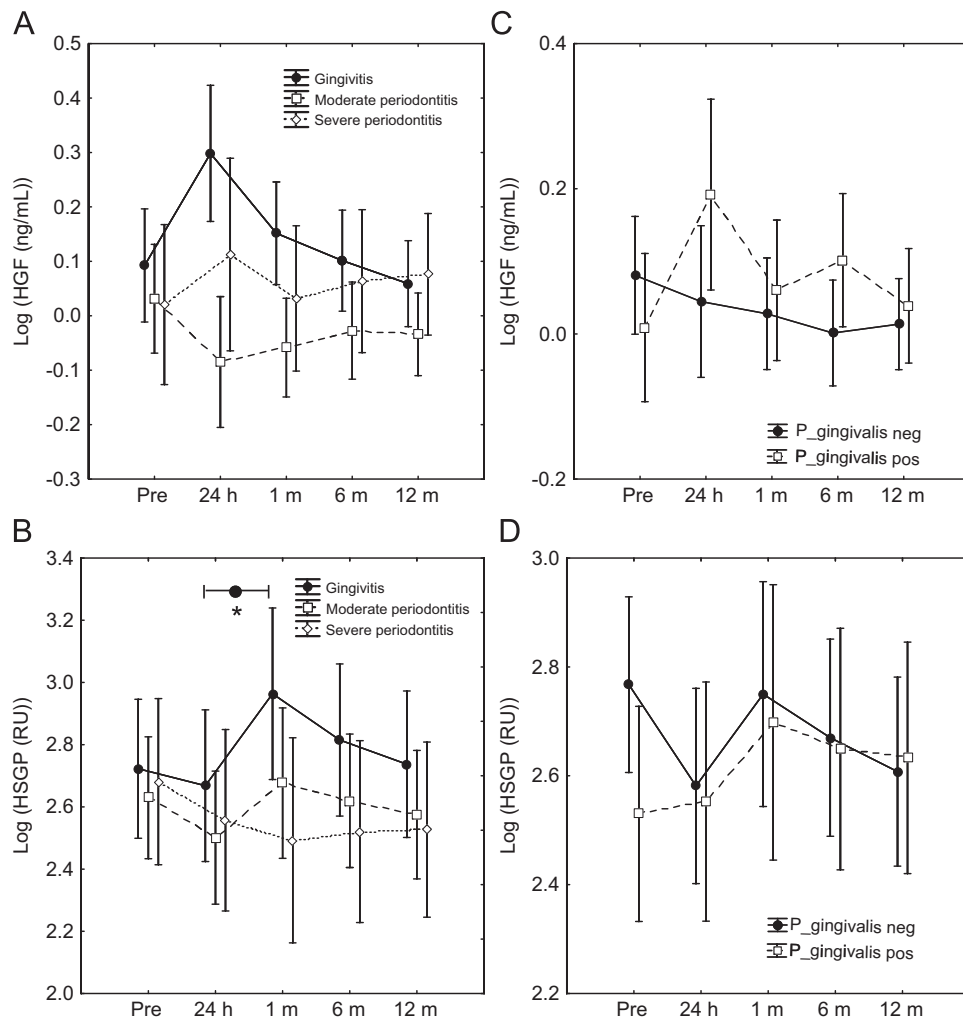 A
Log (HGF (ng/mL))
0.5
0.4
0.3
0.2
0.1
0.0
-0.1
-0.2
-0.3
Gingivitis
Moderate periodontitis
Severe periodontitis
Pre 24 h 1 m 6 m 12 m
C
Log (HGF (ng/mL))
0.4
0.2
0.0
-0.2
P_gingivalis neg
P_gingivalis pos
Pre 24 h 1 m 6 m 12 m
B
Log (HSGP (RU))
3.4
3.2
3.0
2.8
2.6
2.4
2.2
2.0
*
Gingivitis
Moderate periodontitis
Severe periodontitis
Pre 24 h 1 m 6 m 12 m
D
Log (HSGP (RU))
3.0
2.8
2.6
2.4
2.2
P_gingivalis neg
P_gingivalis pos
Pre 24 h 1 m 6 m 12 m